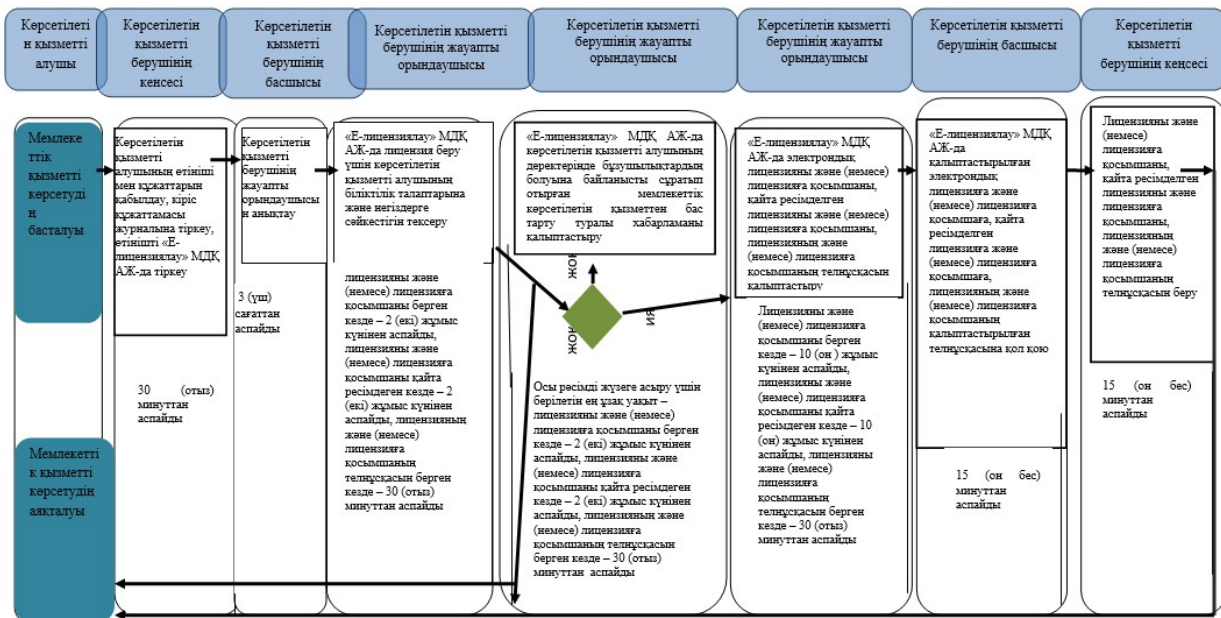 Көрсетілеті
н қызметті
алушы
Көрсетілетін
қызметті
берушінің
кенсесі
Көрсетілетін
қызметті
берушінің
басшысы
Көрсетілетін қызметті
берушінің жауапты
орындаушысы
Көрсетілетін қызметті
берушінің жауапты
орындаушысы
Көрсетілетін қызметті
берушінің жауапты
орындаушысы
Көрсетілетін қызметті
берушінің басшысы
Көрсетілетін
қызметті
берушінің кеңсесі
Мемлеке
ттік
қызметті
көрсетуді
ң
басталуы
Мемлекетті
к қызметті
көрсетудің
аяқталуы
Көрсетілетін
қызметті
алушының өтініші
мен құжаттарын
қабылдау, кіріс
құжаттамасы
журналына тіркеу,
өтінішті «Е-
лицензиялау» МДҚ
АЖ-да тіркеу
30 (отыз)
минуттан
аспайды
Көрсетілетін
қызметті
берушінің
жауапты
орындаушысы
н анықтау
3 (үш)
сағаттан
аспайды
«Е-лицензиялау» МДҚ
АЖ-да лицензия беру
үшін көрсетілетін
қызметті алушының
біліктілік талаптарына
және негіздерге
сәйкестігін тексеру
лицензияны және
(немесе) лицензияға
қосымшаны берген
кезде – 2 (екі) жұмыс
күнінен аспайды,
лицензияны және
(немесе) лицензияға
қосымшаны қайта
ресімдеген кезде – 2
(екі) жұмыс күнінен
аспайды, лицензияның
және (немесе)
лицензияға
қосымшаның
телнұсқасын берген
кезде – 30 (отыз)
минуттан аспайды
«Е-лицензиялау» МДҚ АЖ-да
көрсетілетін қызметті алушының
деректерінде бұзушылықтардын
болуына байланысты сұратып
отырған мемлекеттік
көрсетілетін қызметтен бас
тарту туралы хабарламаны
қалыптастыру
ИЯ
Осы рәсімді жүзеге асыру үшін
берілетін ең ұзақ уақыт –
лицензияны және (немесе)
лицензияға қосымшаны берген
кезде – 2 (екі) жұмыс күнінен
аспайды, лицензияны және
(немесе) лицензияға
қосымшаны қайта ресімдеген
кезде – 2 (екі) жұмыс күнінен
аспайды, лицензияның және
(немесе) лицензияға
қосымшаның телнұсқасын
берген кезде – 30 (отыз)
минуттан аспайды
«Е-лицензиялау» МДҚ
АЖ-да электрондық
лицензияны және (немесе)
лицензияға қосымшаны,
қайта ресімделген
лицензияны және (немесе)
лицензияға қосымшаны,
лицензияның және
(немесе) лицензияға
қосымшаның телнұсқасын
қалыптастыру
Лицензияны және
(немесе) лицензияға
қосымшаны берген
кезде – 10 (он ) жұмыс
күнінен аспайды,
лицензияны және
(немесе) лицензияға
қосымшаны қайта
ресімдеген кезде – 10
(он) жұмыс күнінен
аспайды, лицензияны
және (немесе)
лицензияға
қосымшаның
телнұсқасын берген
кезде – 30 (отыз)
минуттан аспайды
«Е-лицензиялау» МДҚ
АЖ-да
қалыптастырылған
электрондық
лицензияға және
(немесе) лицензияға
қосымшаға, қайта
ресімделген
лицензияға және
(немесе) лицензияға
қосымшаға,
лицензияның және
(немесе) лицензияға
қосымшаның
қалыптастырылған
телнұсқасына қол қою
15 (он бес)
минуттан
аспайды
Лицензияны және
(немесе)
лицензияға
қосымшаны,
қайта ресімделген
лицензияны және
(немесе)
лицензияға
қосымшаны,
лицензияның
және (немесе)
лицензияға
қосымшаның
телнұсқасын беру
15 (он бес)
минуттан
аспайды